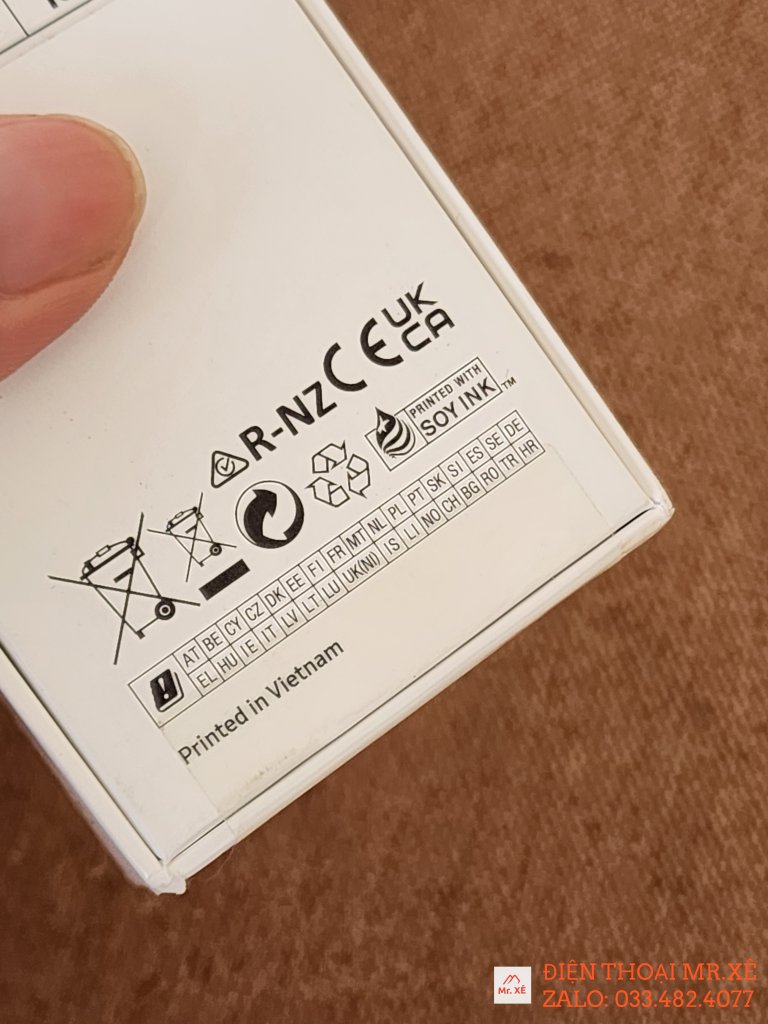 R-NZ CE UK
CA
PRINTED WITH
SOY INK™
AT BE CY CZ DK EE FI FR MT NL PL PT SK SI ES SE DE
EL HU IE IT LV LT LU UK(NI) IS LI NO CH BG RO TR HR
Printed in Vietnam
Mr. XÊ
ĐIỆN THOẠI MR.XÊ
ZALO: 033.482.4077